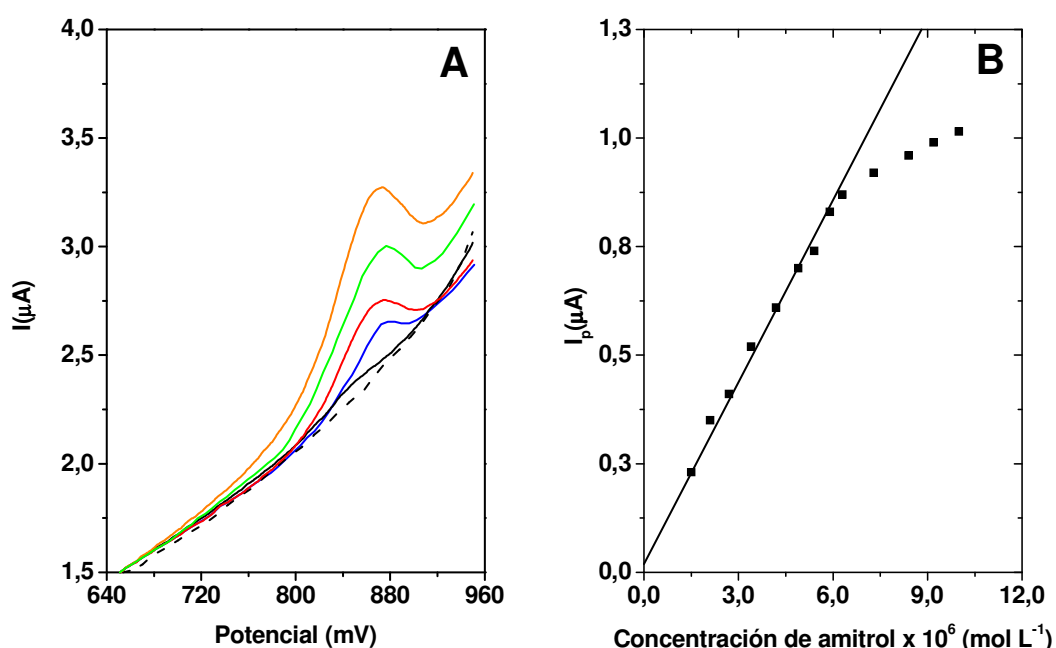 A
4,0
3,5
3,0
2,5
2,0
1,5
I(μA)
640 720 800 880 960
Potencial (mV)
B
1,3
1,0
0,8
0,5
0,3
0,0
Ip(μA)
0,0 3,0 6,0 9,0 12,0
Concentración de amitrol x 10⁶ (mol L⁻¹)